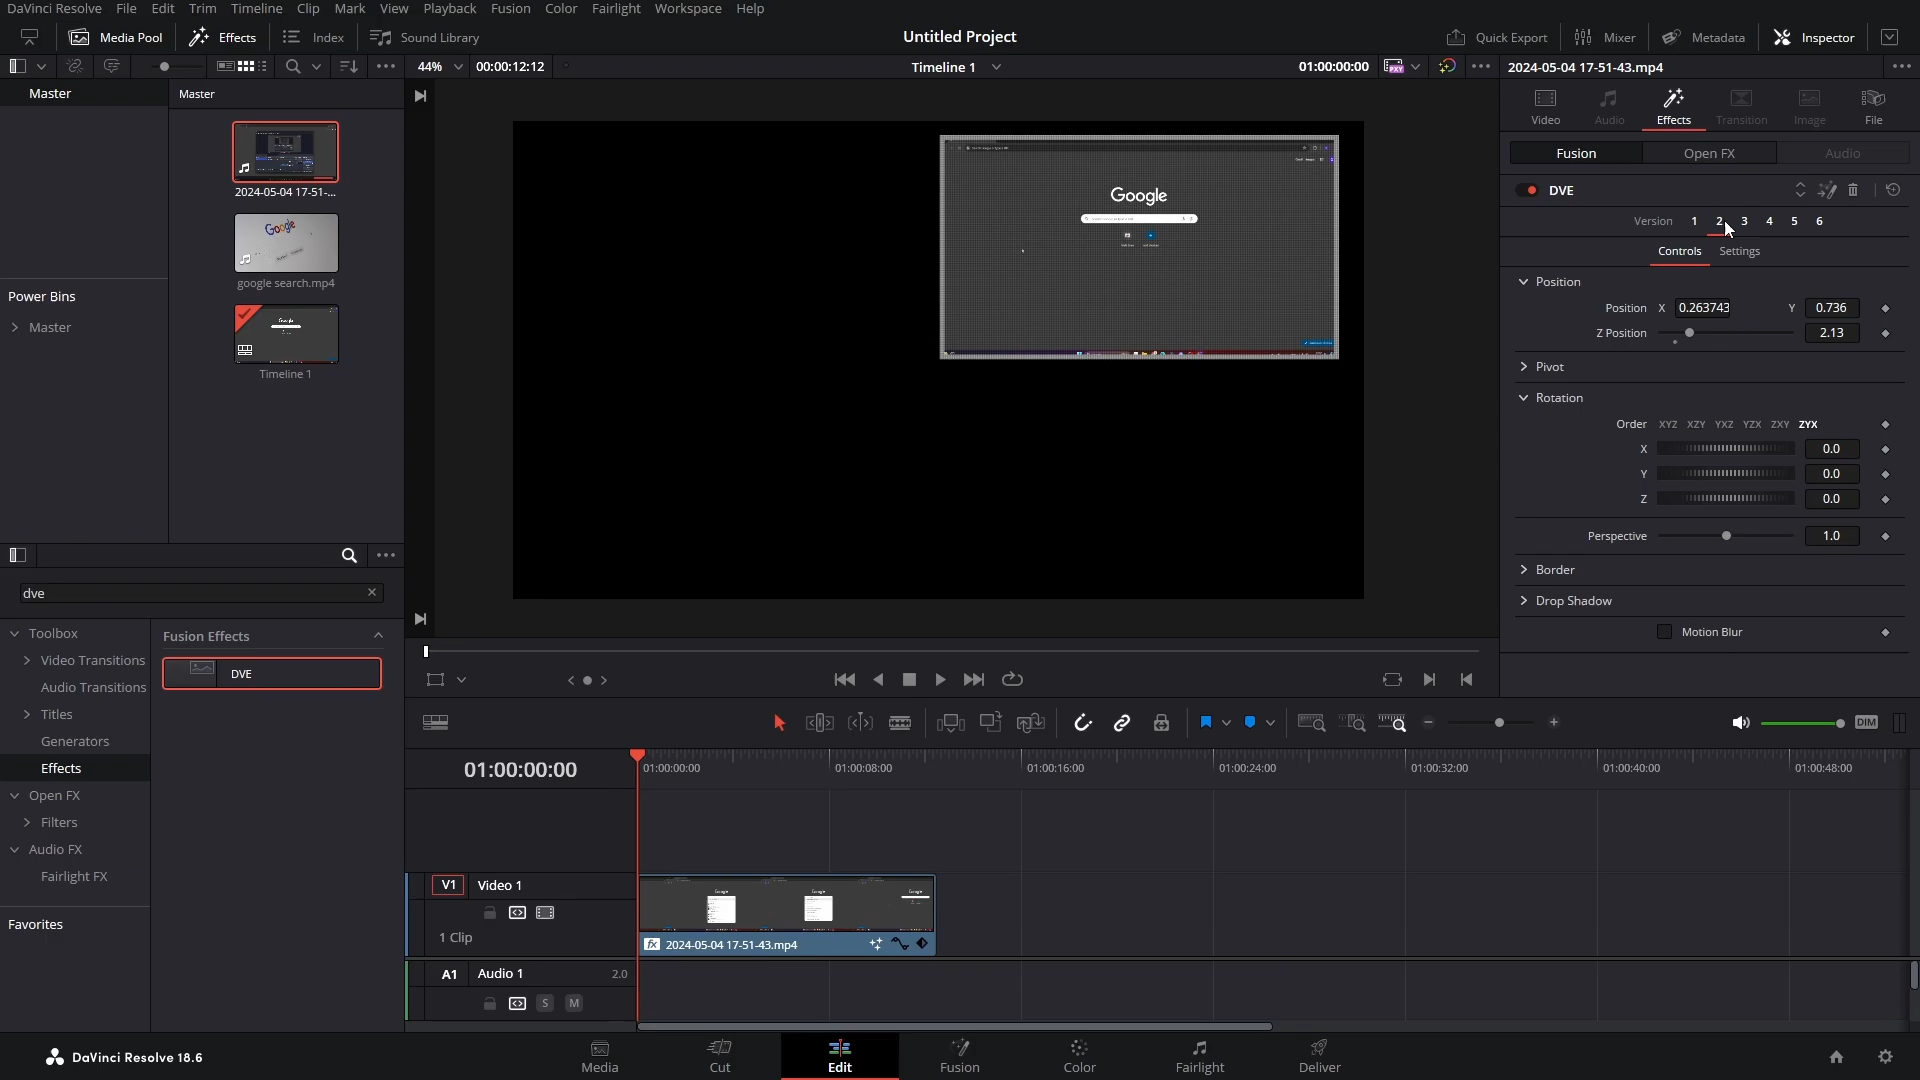 DaVinci Resolve File Edit Trim Timeline Clip Mark View Playback Fusion Color Fairlight Workspace Help
Media Pool Effects Index Sound Library Untitled Project Quick Export Mixer Metadata Inspector
44% 00:00:12:12 Timeline 1 01:00:00:00 PXY 2024-05-04 17-51-43.mp4
Master Master
Video Audio Effects Transition Image File
Fusion Open FX Audio
DVE
Version 1 2 3 4 5 6
Controls Settings
Position
Position X 0.263743 Y 0.736
Z Position 2.13
Pivot
Rotation
Order XYZ XZY YXZ YZX ZXY ZYX
X 0.0
Y 0.0
Z 0.0
Perspective 1.0
Border
Drop Shadow
Motion Blur
2024-05-04 17-51-...
Google
google search.mp4
Timeline 1
Power Bins
Master
Google
dve
Toolbox
Video Transitions
Audio Transitions
Titles
Generators
Effects
Open FX
Filters
Audio FX
Fairlight FX
Favorites
Fusion Effects
DVE
DIM
01:00:00:00 01:00:00:00 01:00:08:00 01:00:16:00 01:00:24:00 01:00:32:00 01:00:40:00 01:00:48:00
V1 Video 1
1 Clip
fx 2024-05-04 17-51-43.mp4
A1 Audio 1 2.0
S M
DaVinci Resolve 18.6
Media Cut Edit Fusion Color Fairlight Deliver